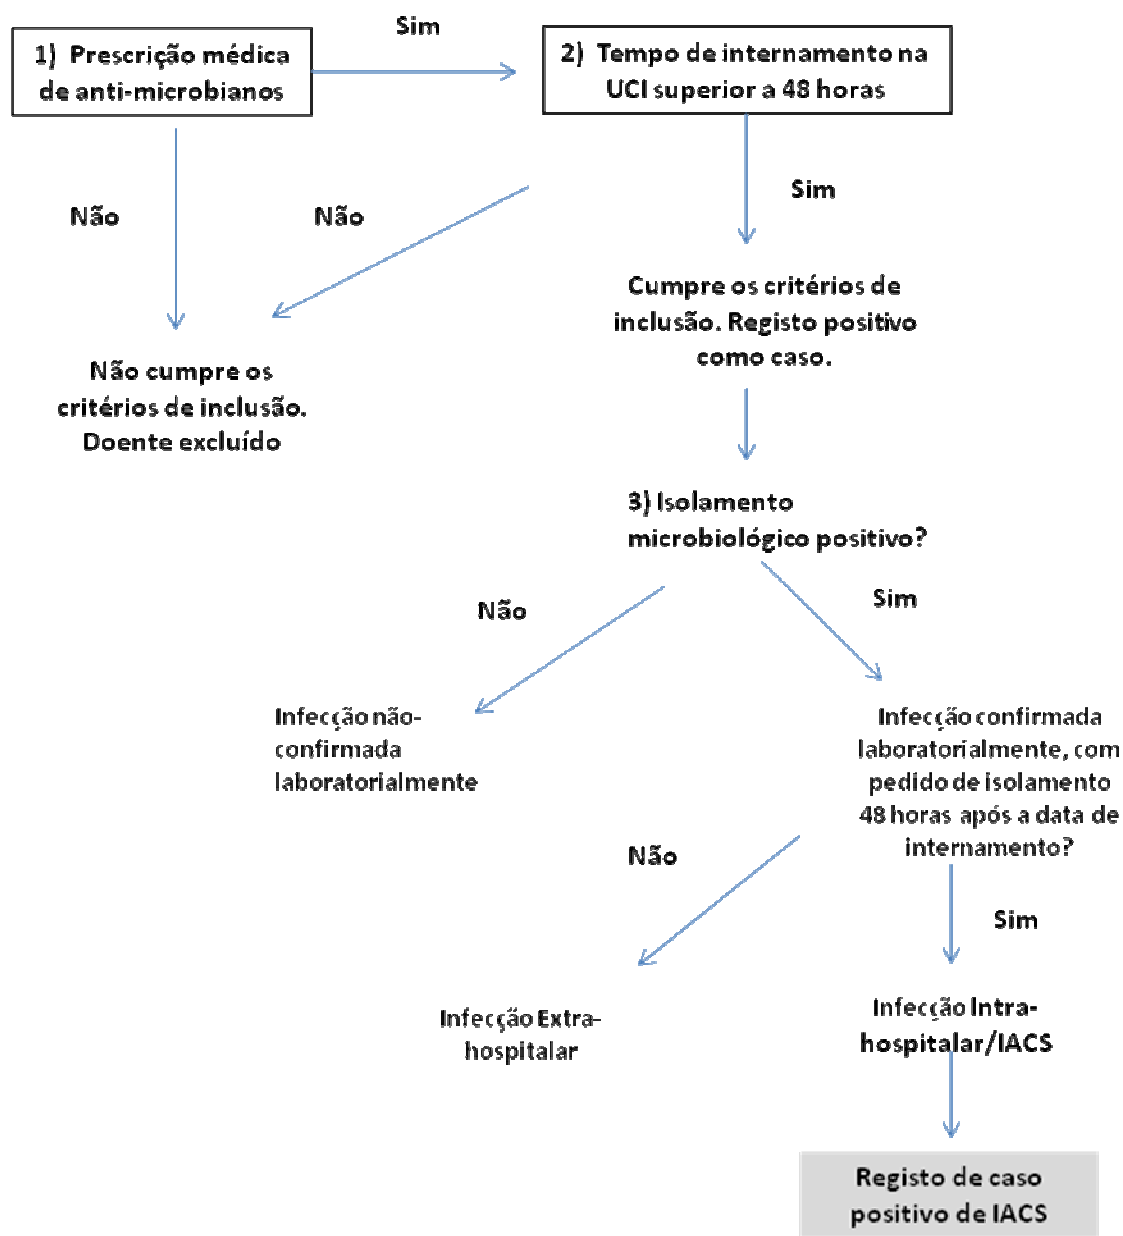 Sim
1) Prescrição médica
de anti-microbianos
2) Tempo de internamento na
UCI superior a 48 horas
Não
Não
Sim
Não cumpre os
critérios de inclusão.
Doente excluído
Cumpre os critérios de
inclusão. Registo positivo
como caso.
3) Isolamento
microbiológico positivo?
Não
Sim
Infecção não-
confirmada
laboratorialmente
Infecção confirmada
laboratorialmente, com
pedido de isolamento
48 horas após a data de
internamento?
Não
Sim
Infecção Extra-
hospitalar
Infecção Intra-
hospitalar/IACS
Registo de caso
positivo de IACS